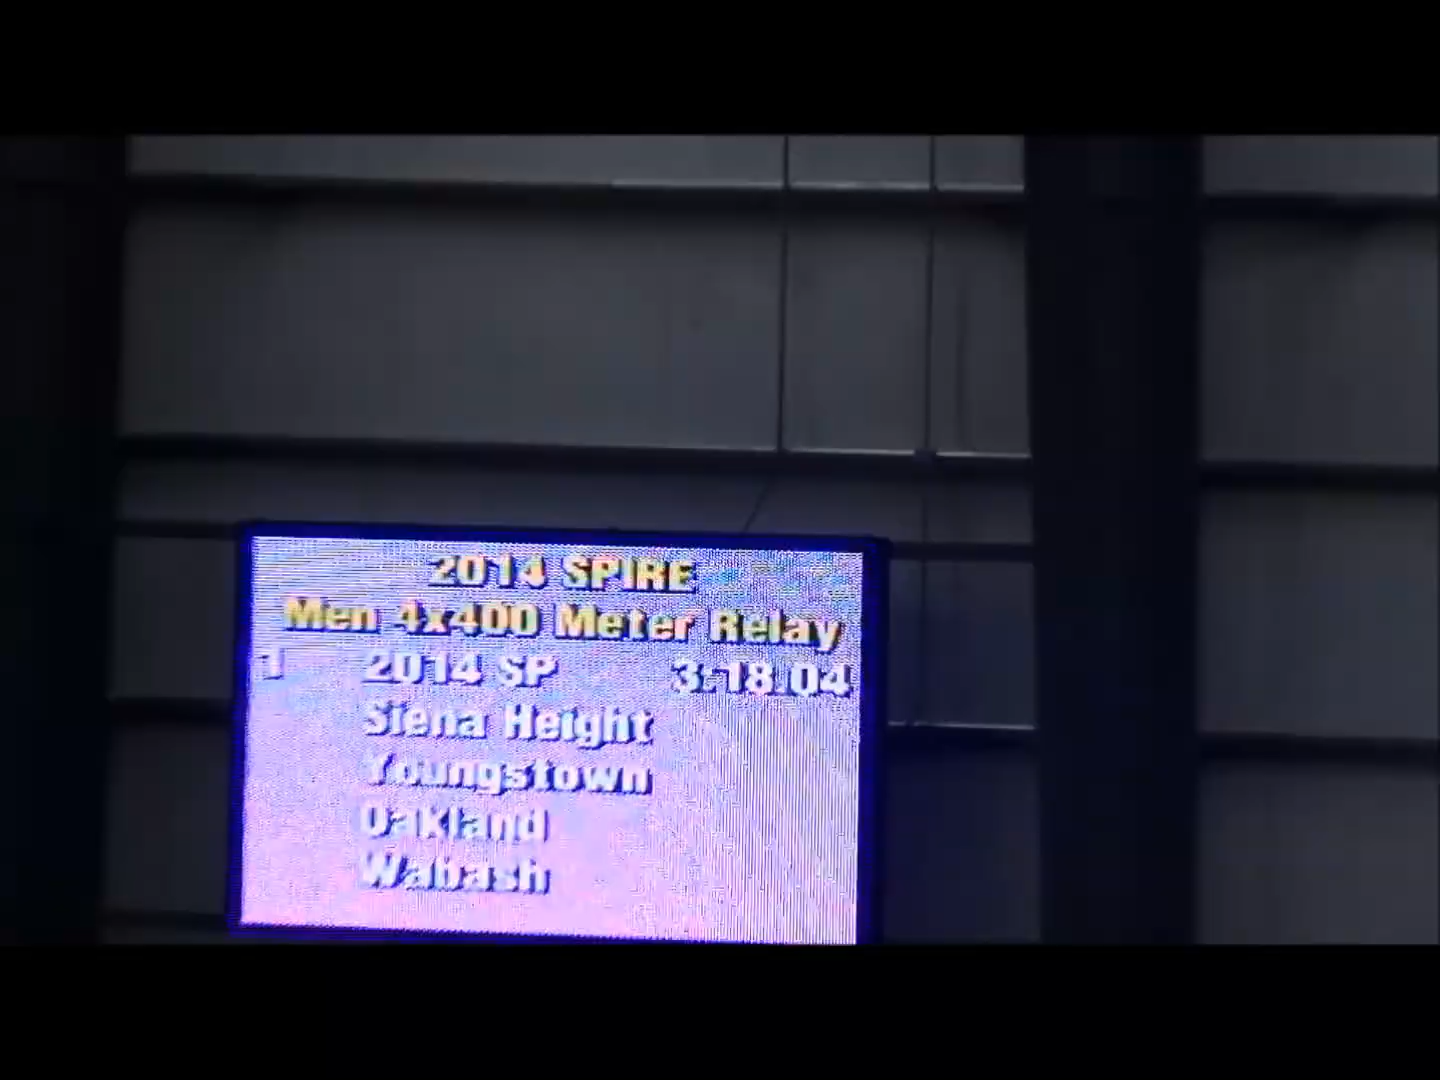 2014 SPIRE
Men 4x400 Meter Relay
1 2014 SP 3:18.04
Siena Height
Youngstown
Oakland
Wabash